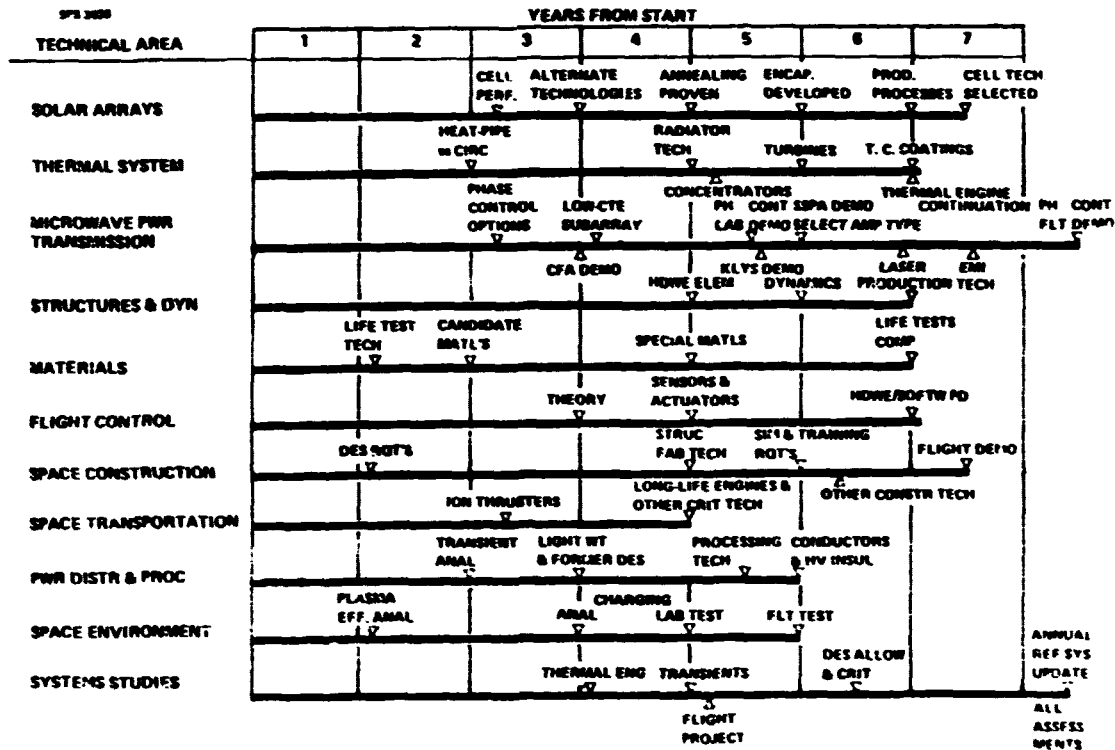 SPS 3455
YEARS FROM START
TECHNICAL AREA 1 2 3 4 5 6 7
CELL PERF.
ALTERNATE TECHNOLOGIES
ANNEALING PROVEN
ENCAP. DEVELOPED
PROD. PROCESSES
CELL TECH SELECTED
SOLAR ARRAYS
HEAT-PIPE vs CIRC
RADIATOR TECH
TURBINES
T. C. COATINGS
THERMAL SYSTEM
CONCENTRATORS
THERMAL ENGINE CONTINUATION
PHASE CONTROL OPTIONS
LOW-CTE SUBARRAY
PH CONT LAB DEMO
SSPA DEMO SELECT AMP TYPE
PH CONT FLT DEMO
MICROWAVE PWR TRANSMISSION
CFA DEMO
KLYS DEMO
LASER
EMI
HDWE ELEM
DYNAMICS
PRODUCTION TECH
STRUCTURES & DYN
LIFE TEST TECH
CANDIDATE MATL'S
SPECIAL MATLS
LIFE TESTS COMP
MATERIALS
THEORY
SENSORS & ACTUATORS
HDWE/SOFTW PD
FLIGHT CONTROL
DES RQT'S
STRUC FAB TECH
SIM & TRAINING RQT'S
FLIGHT DEMO
SPACE CONSTRUCTION
OTHER CONSTR TECH
ION THRUSTERS
LONG-LIFE ENGINES & OTHER CRIT TECH
SPACE TRANSPORTATION
TRANSIENT ANAL
LIGHT WT & FORGIER DES
PROCESSING TECH
CONDUCTORS & HV INSUL
PWR DISTR & PROC
PLASMA EFF. ANAL
CHARGING
ANAL
LAB TEST
FLT TEST
SPACE ENVIRONMENT
THERMAL ENG
TRANSIENTS
DES ALLOW & CRIT
ANNUAL REF SYS UPDATE
SYSTEMS STUDIES
FLIGHT PROJECT
ALL ASSESS MENTS